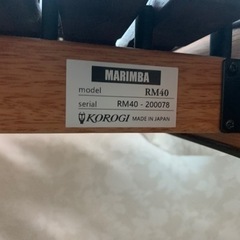 MARIMBA
model RM40
serial RM40 - 200078
KOROGI MADE IN JAPAN